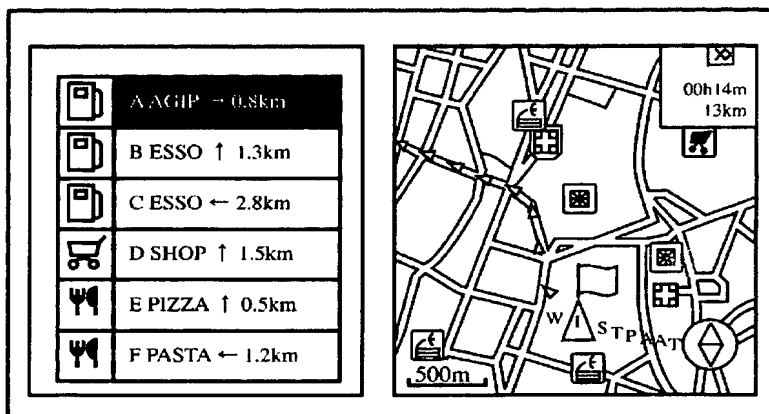 A AGIP → 0.8km
B ESSO ↑ 1.3km
C ESSO ← 2.8km
D SHOP ↑ 1.5km
E PIZZA ↑ 0.5km
F PASTA ← 1.2km
00h14m
13km
W I STPAAT
500m